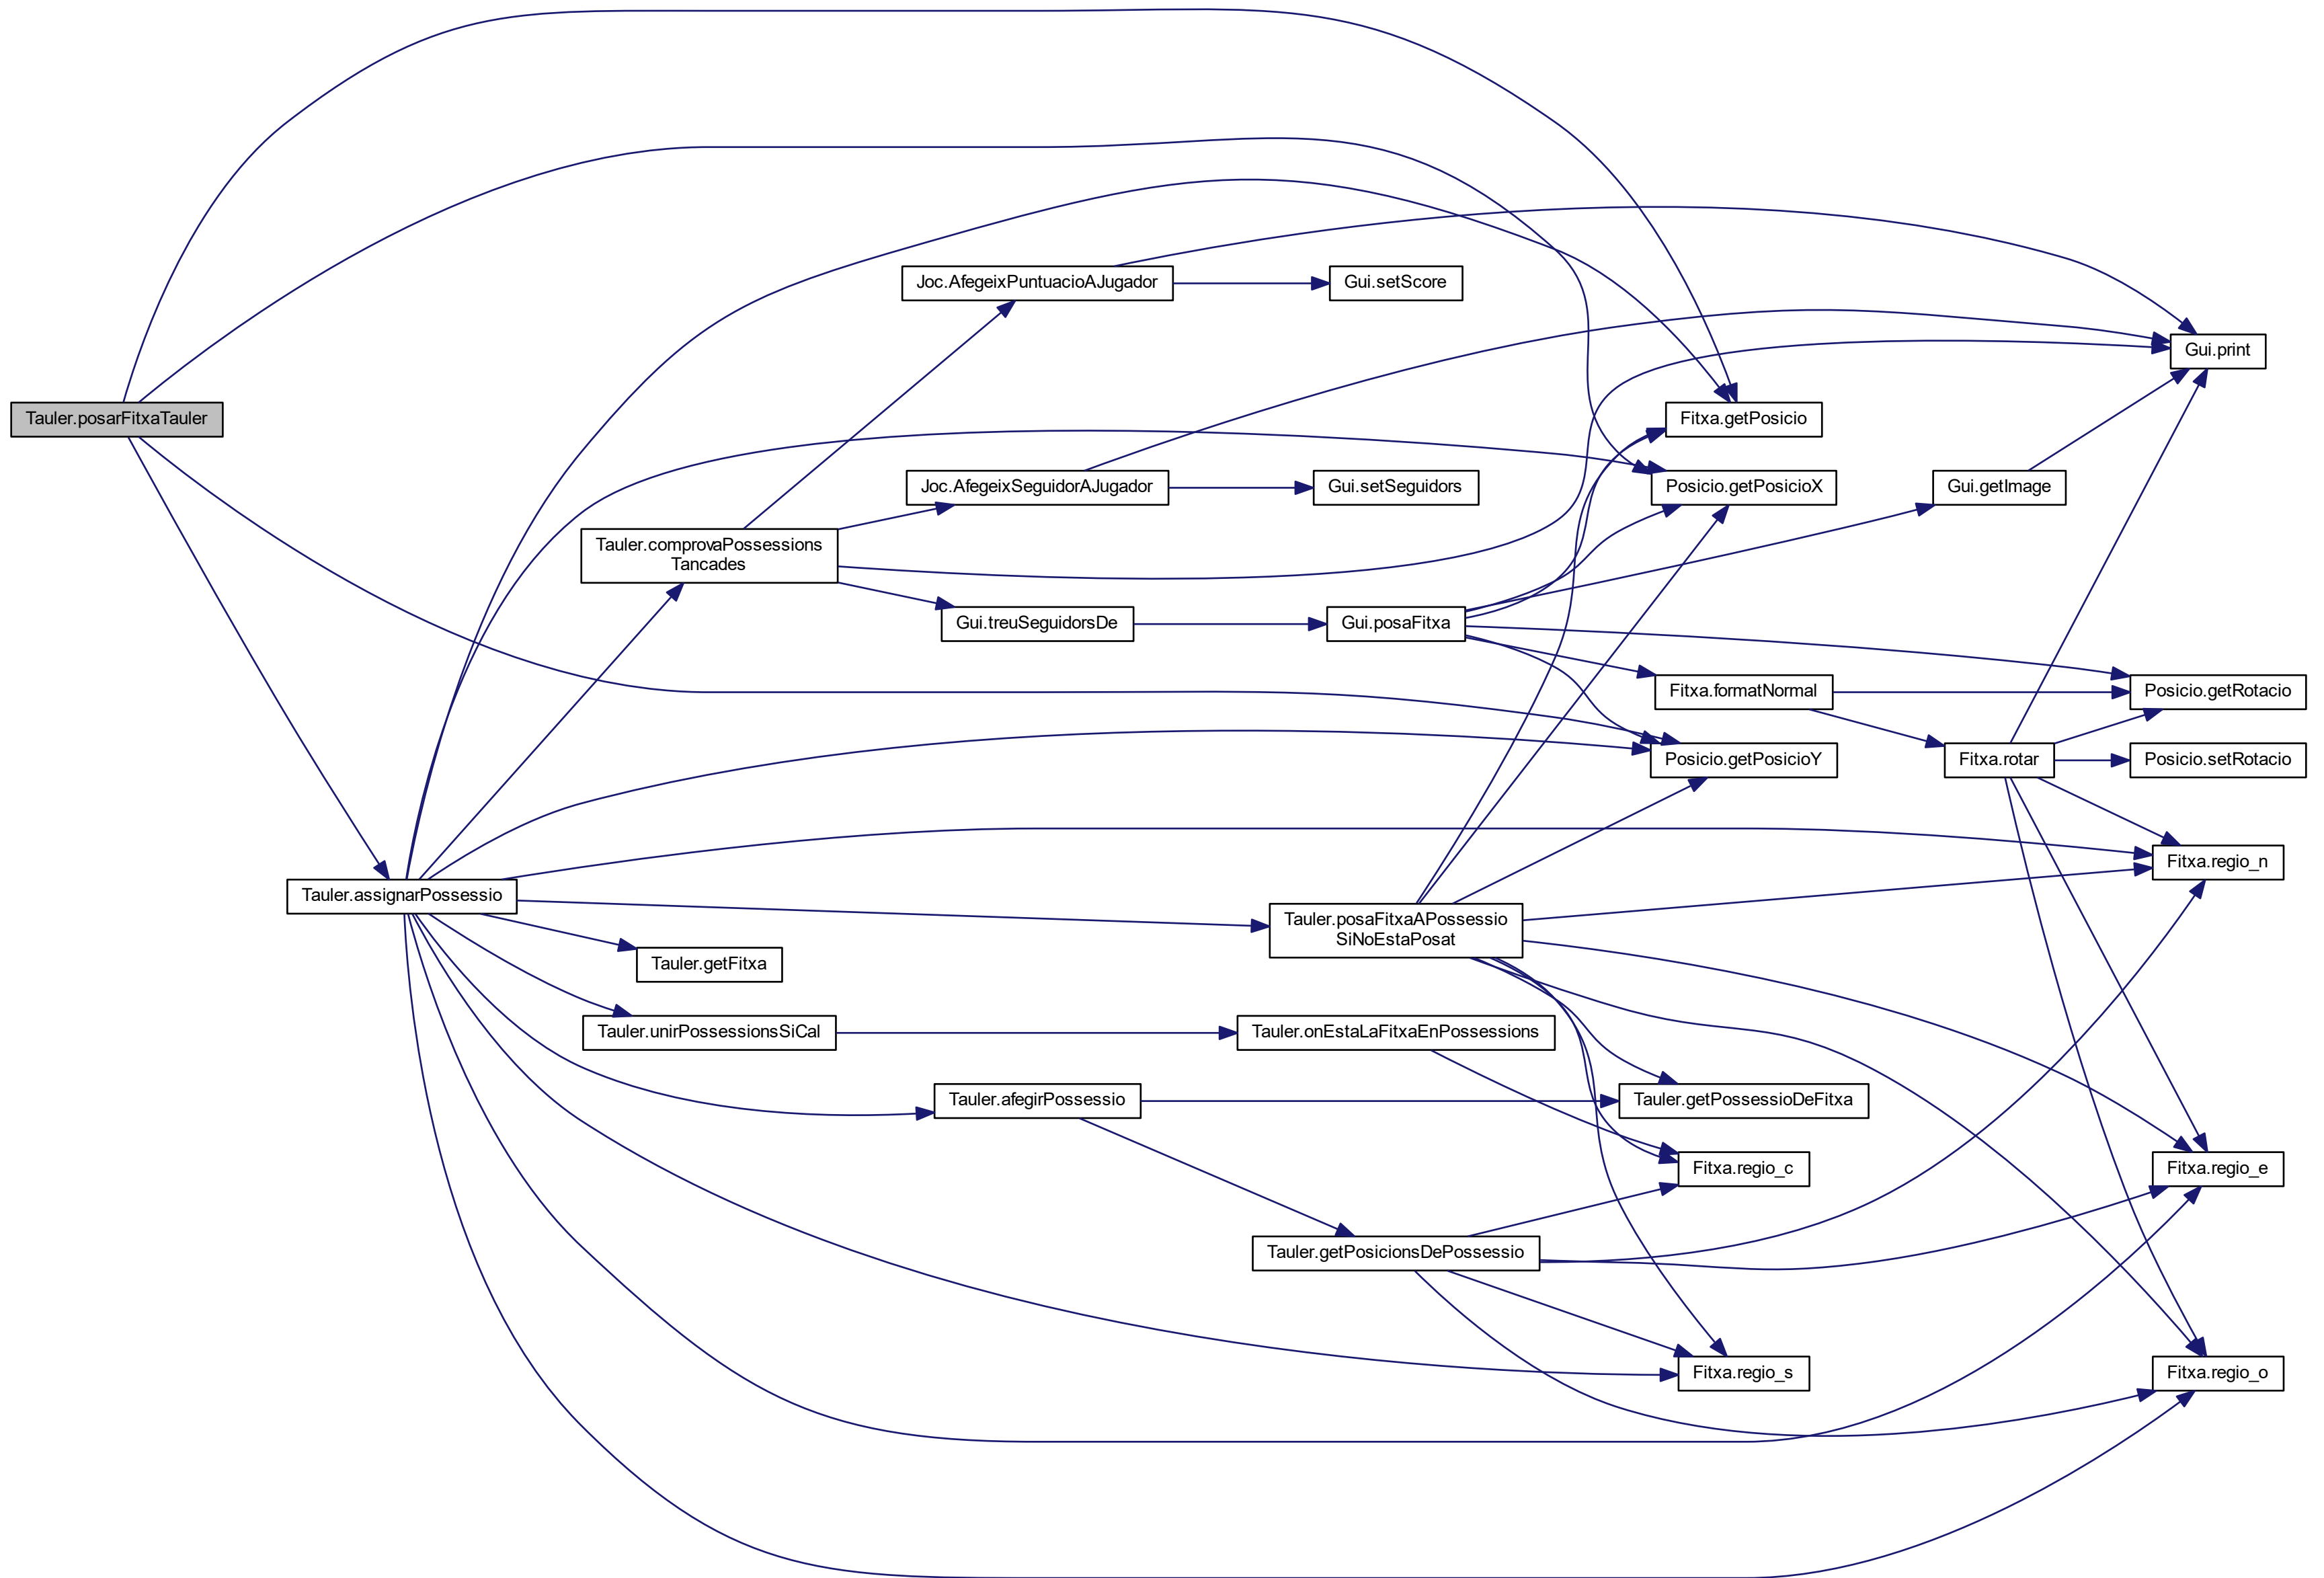 Tauler.posarFitxaTauler
Joc.AfegeixPuntuacioAJugador
Gui.setScore
Gui.print
Fitxa.getPosicio
Joc.AfegeixSeguidorAJugador
Gui.setSeguidors
Posicio.getPosicioX
Gui.getImage
Tauler.comprovaPossessions
Tancades
Gui.treuSeguidorsDe
Gui.posaFitxa
Fitxa.formatNormal
Posicio.getRotacio
Posicio.getPosicioY
Fitxa.rotar
Posicio.setRotacio
Fitxa.regio_n
Tauler.assignarPossessio
Tauler.posaFitxaAPossessio
SiNoEstaPosat
Tauler.getFitxa
Tauler.unirPossessionsSiCal
Tauler.onEstaLaFitxaEnPossessions
Tauler.afegirPossessio
Tauler.getPossessioDeFitxa
Fitxa.regio_c
Fitxa.regio_e
Tauler.getPosicionsDePossessio
Fitxa.regio_s
Fitxa.regio_o